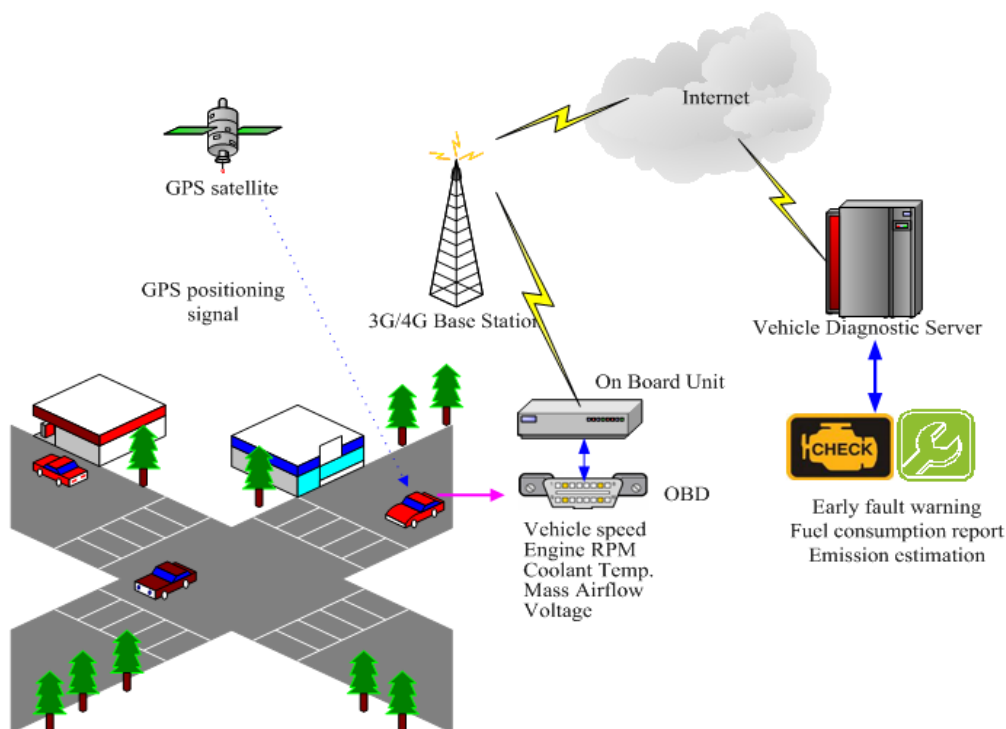 Internet
GPS satellite
GPS positioning
signal
3G/4G Base Station
Vehicle Diagnostic Server
On Board Unit
OBD
CHECK
Vehicle speed
Engine RPM
Coolant Temp.
Mass Airflow
Voltage
Early fault warning
Fuel consumption report
Emission estimation